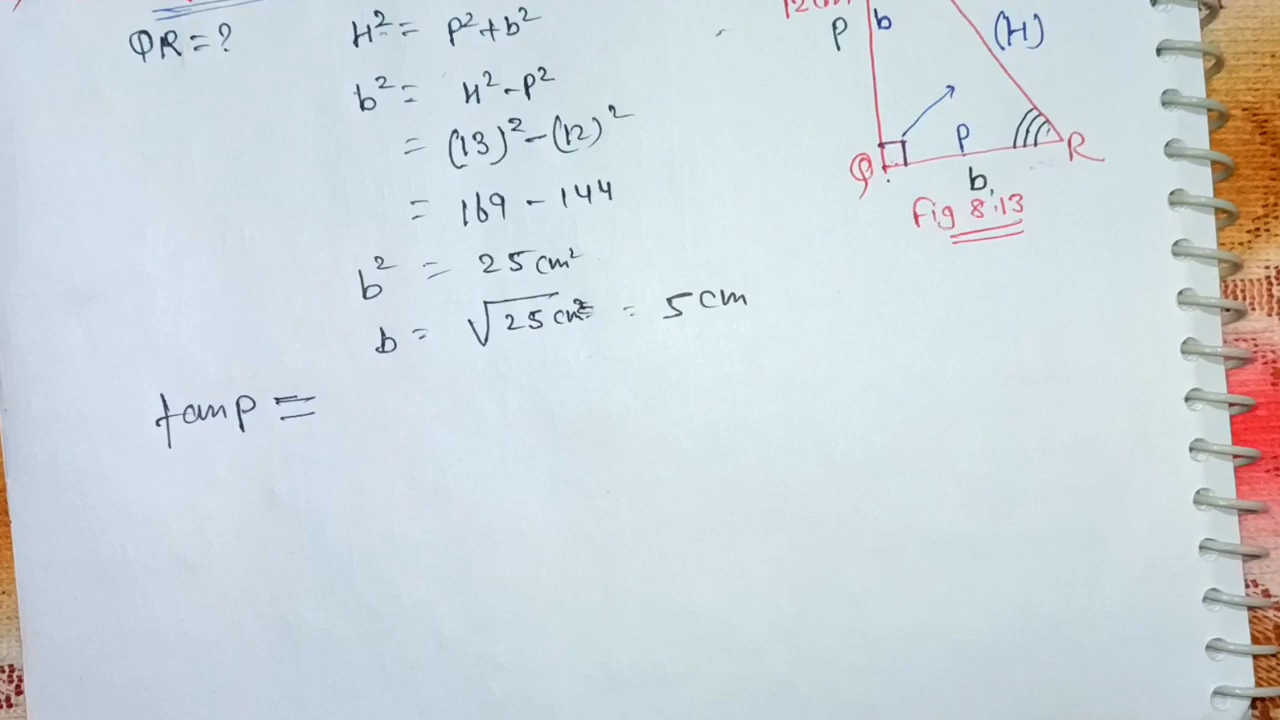 QR = ? H² = p² + b²
b² = H² - p²
= (13)² - (12)²
= 169 - 144
b² = 25 cm²
b = √25 cm² = 5 cm
tan p =
12cm
p b (H)
Q p R
b
Fig 8.13